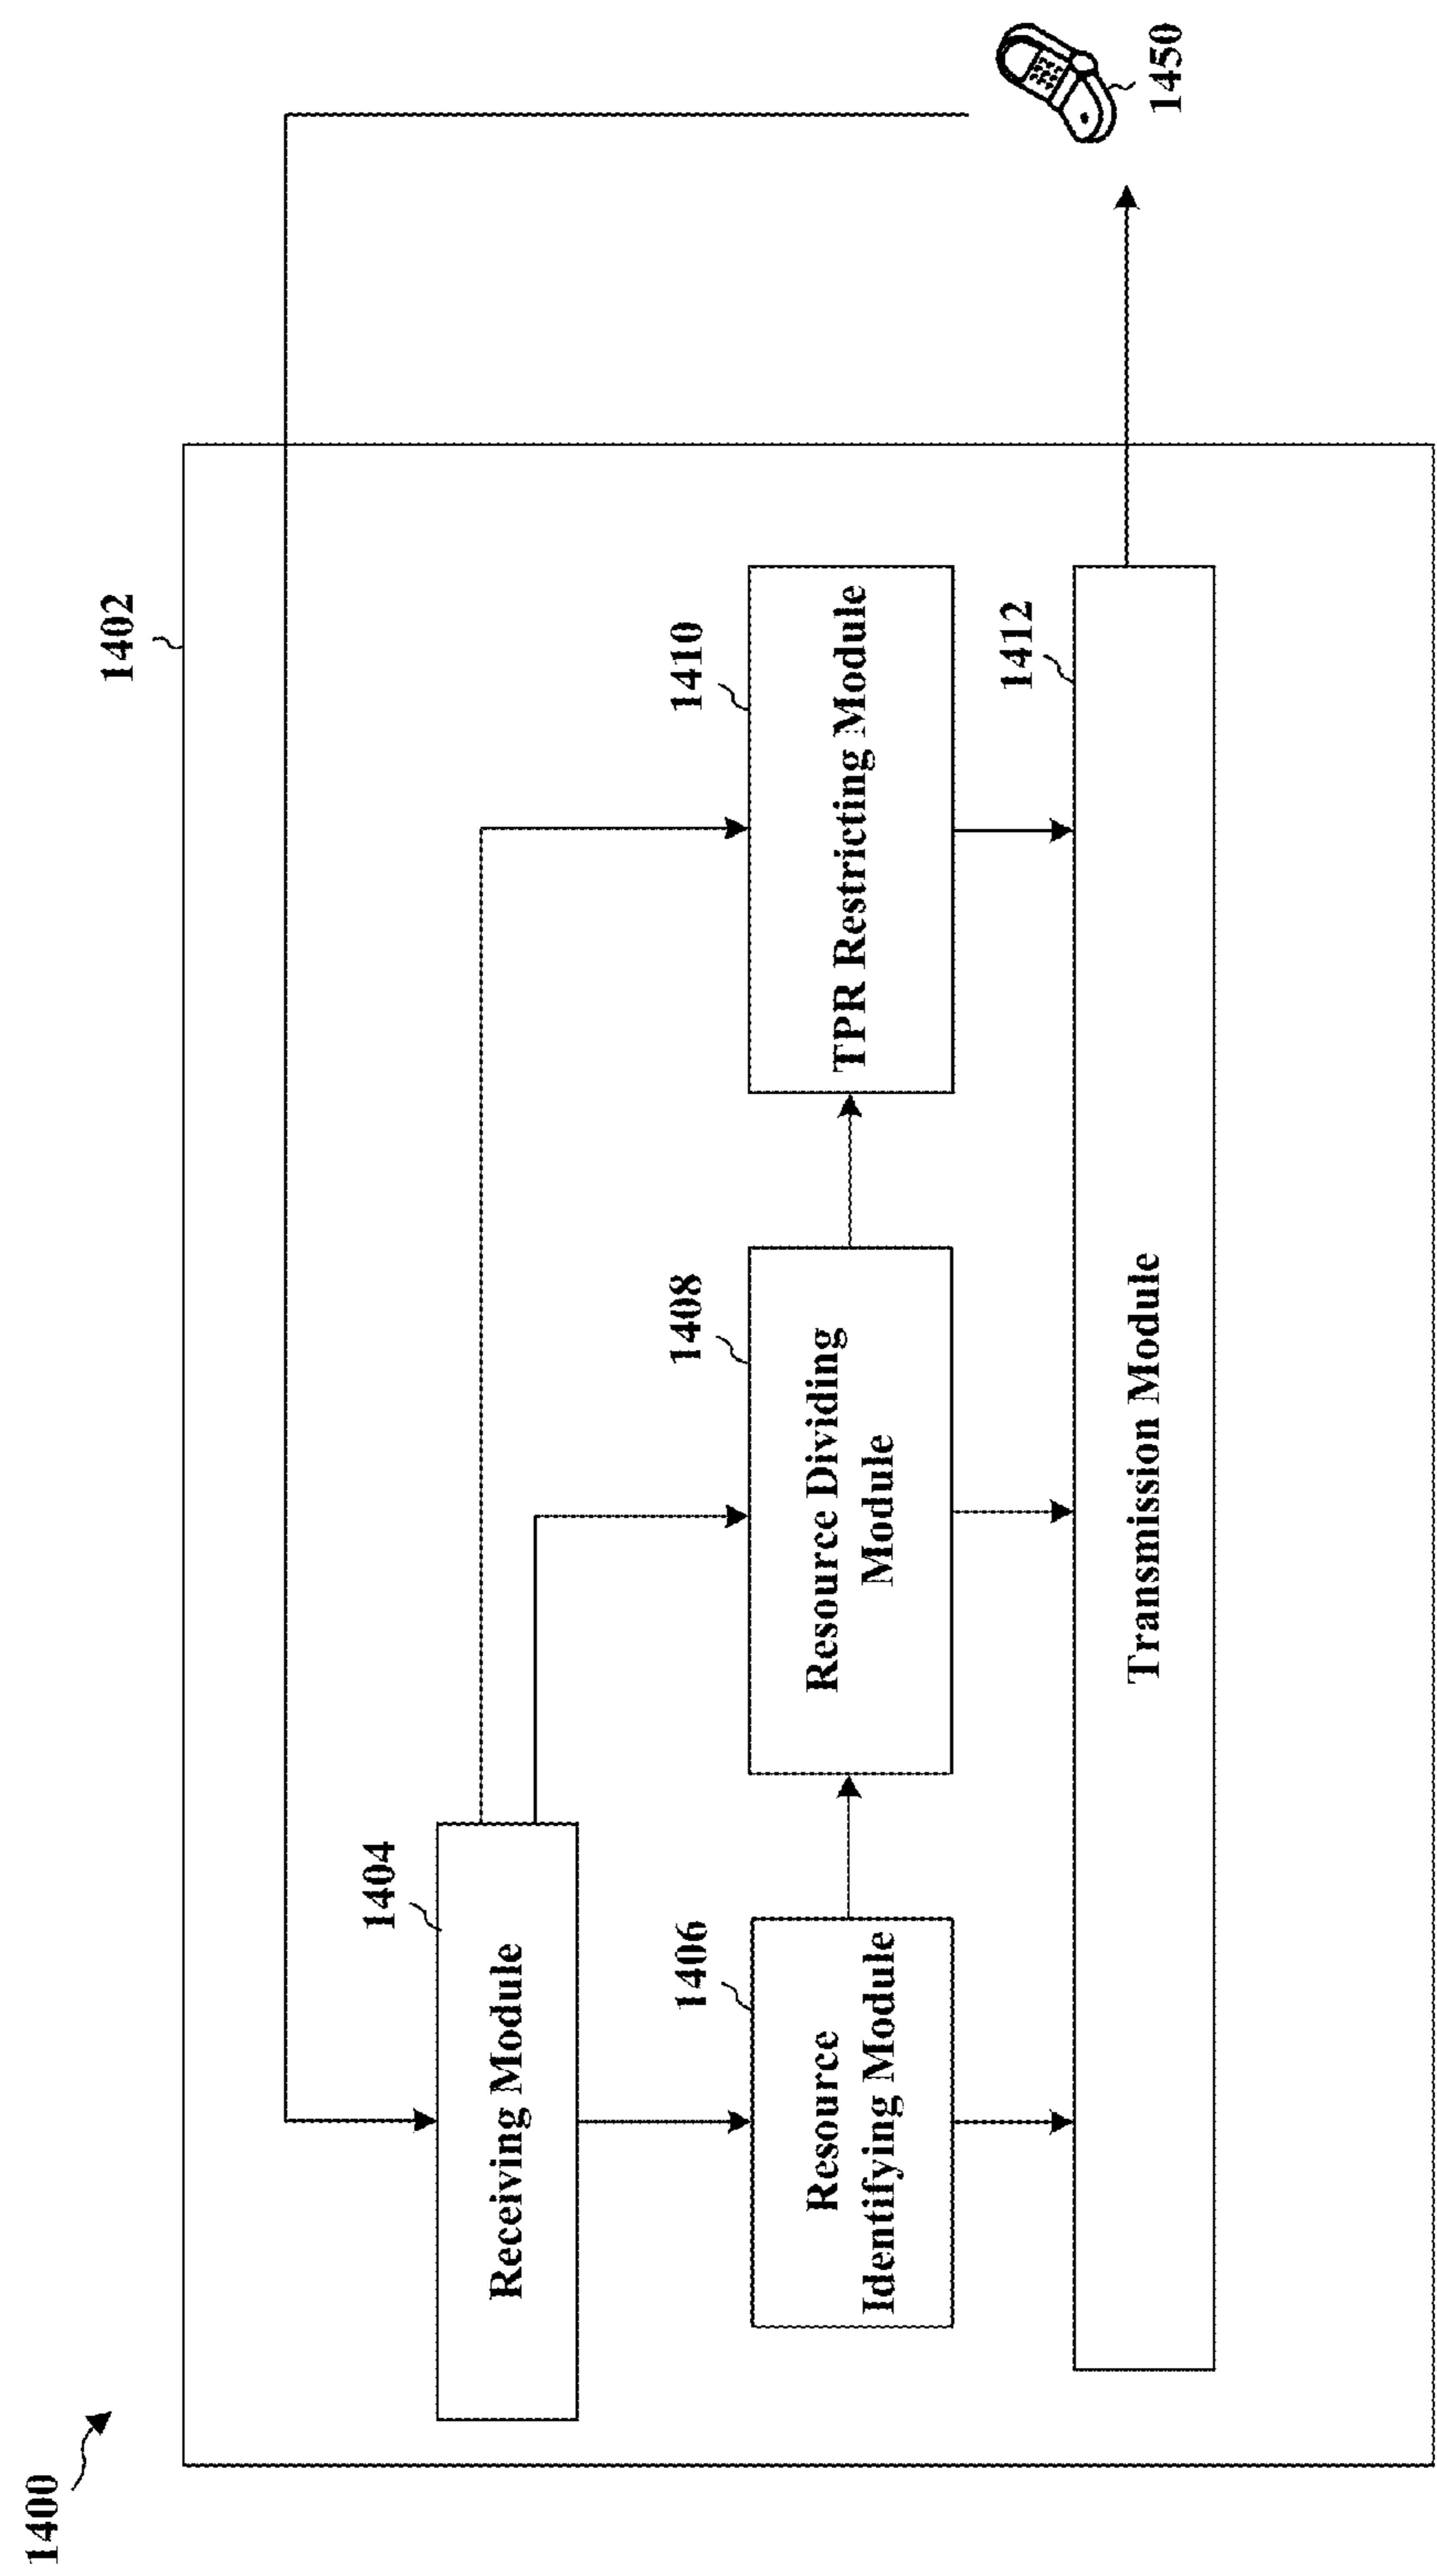 1400
1402
1404
Receiving Module
1406
Resource
Identifying Module
1408
Resource Dividing
Module
1410
TPR Restricting Module
1412
Transmission Module
1450